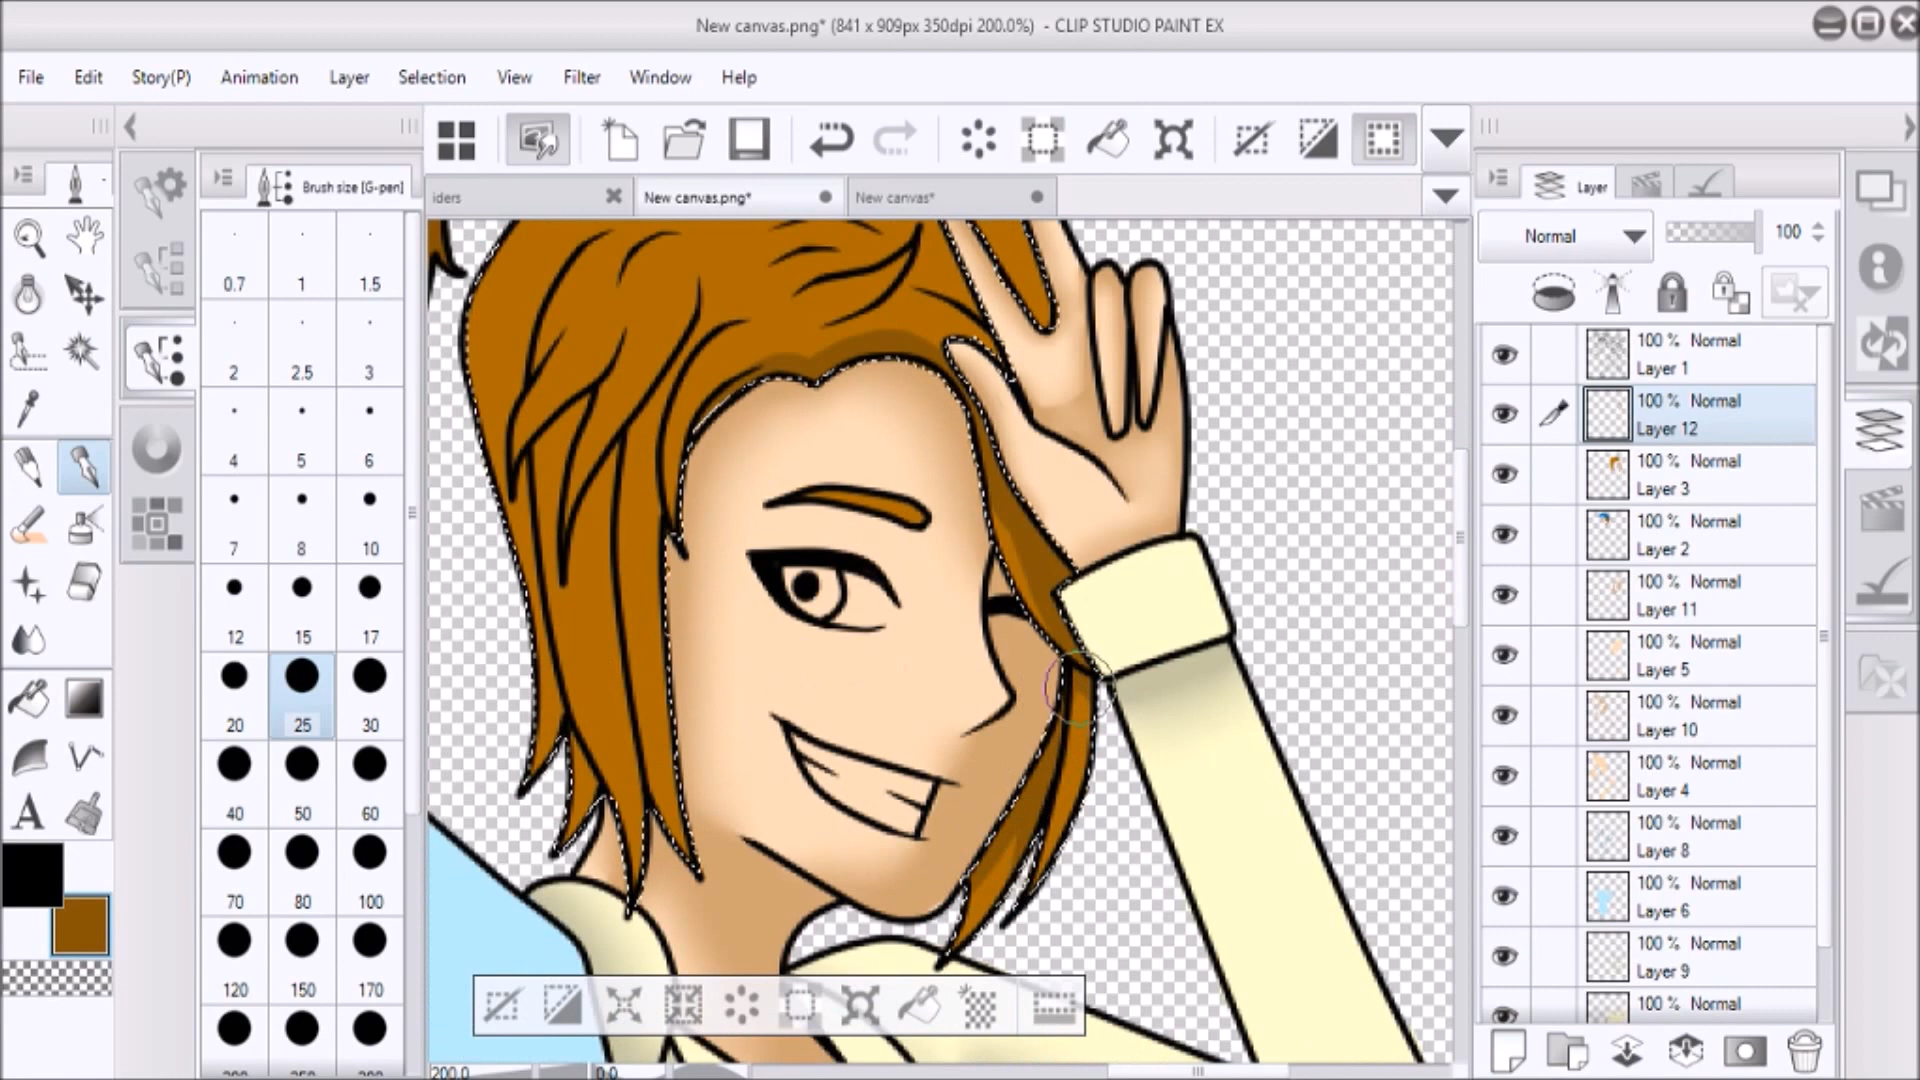 New canvas.png* (841 x 909px 350dpi 200.0%) - CLIP STUDIO PAINT EX
File Edit Story(P) Animation Layer Selection View Filter Window Help
Brush size [G-pen]
iders New canvas.png* New canvas*
Layer
0.7 1 1.5
2 2.5 3
4 5 6
7 8 10
12 15 17
20 25 30
40 50 60
70 80 100
120 150 170
Normal 100
100 % Normal
Layer 1
100 % Normal
Layer 12
100 % Normal
Layer 3
100 % Normal
Layer 2
100 % Normal
Layer 11
100 % Normal
Layer 5
100 % Normal
Layer 10
100 % Normal
Layer 4
100 % Normal
Layer 8
100 % Normal
Layer 6
100 % Normal
Layer 9
100 % Normal
200.0 0.0